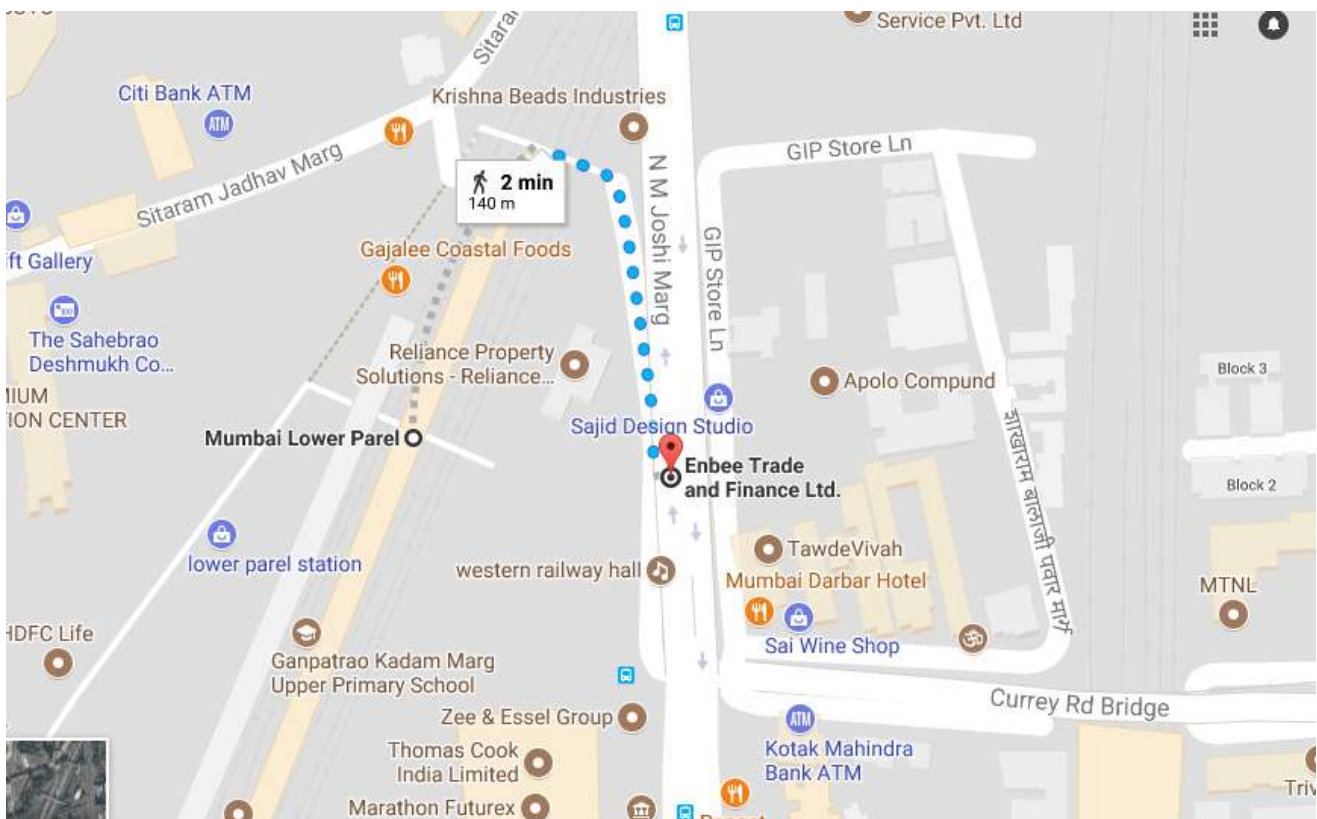 Service Pvt. Ltd
Citi Bank ATM
ATM
Krishna Beads Industries
Sitaram Jadhav Marg
GIP Store Ln
N M Joshi Marg
2 min
140 m
GIP Store Ln
ft Gallery
Gajalee Coastal Foods
The Sahebrao
Deshmukh Co...
Reliance Property
Solutions - Reliance...
Apolo Compund
Block 3
ION CENTER
Mumbai Lower Parel
Sajid Design Studio
Enbee Trade
and Finance Ltd.
Block 2
सखाराम बालाजी पवार मार्ग
lower parel station
western railway hall
TawdeVivah
Mumbai Darbar Hotel
MTNL
Sai Wine Shop
HDFC Life
Ganpatrao Kadam Marg
Upper Primary School
Currey Rd Bridge
Zee & Essel Group
ATM
Kotak Mahindra
Bank ATM
Thomas Cook
India Limited
Marathon Futurex